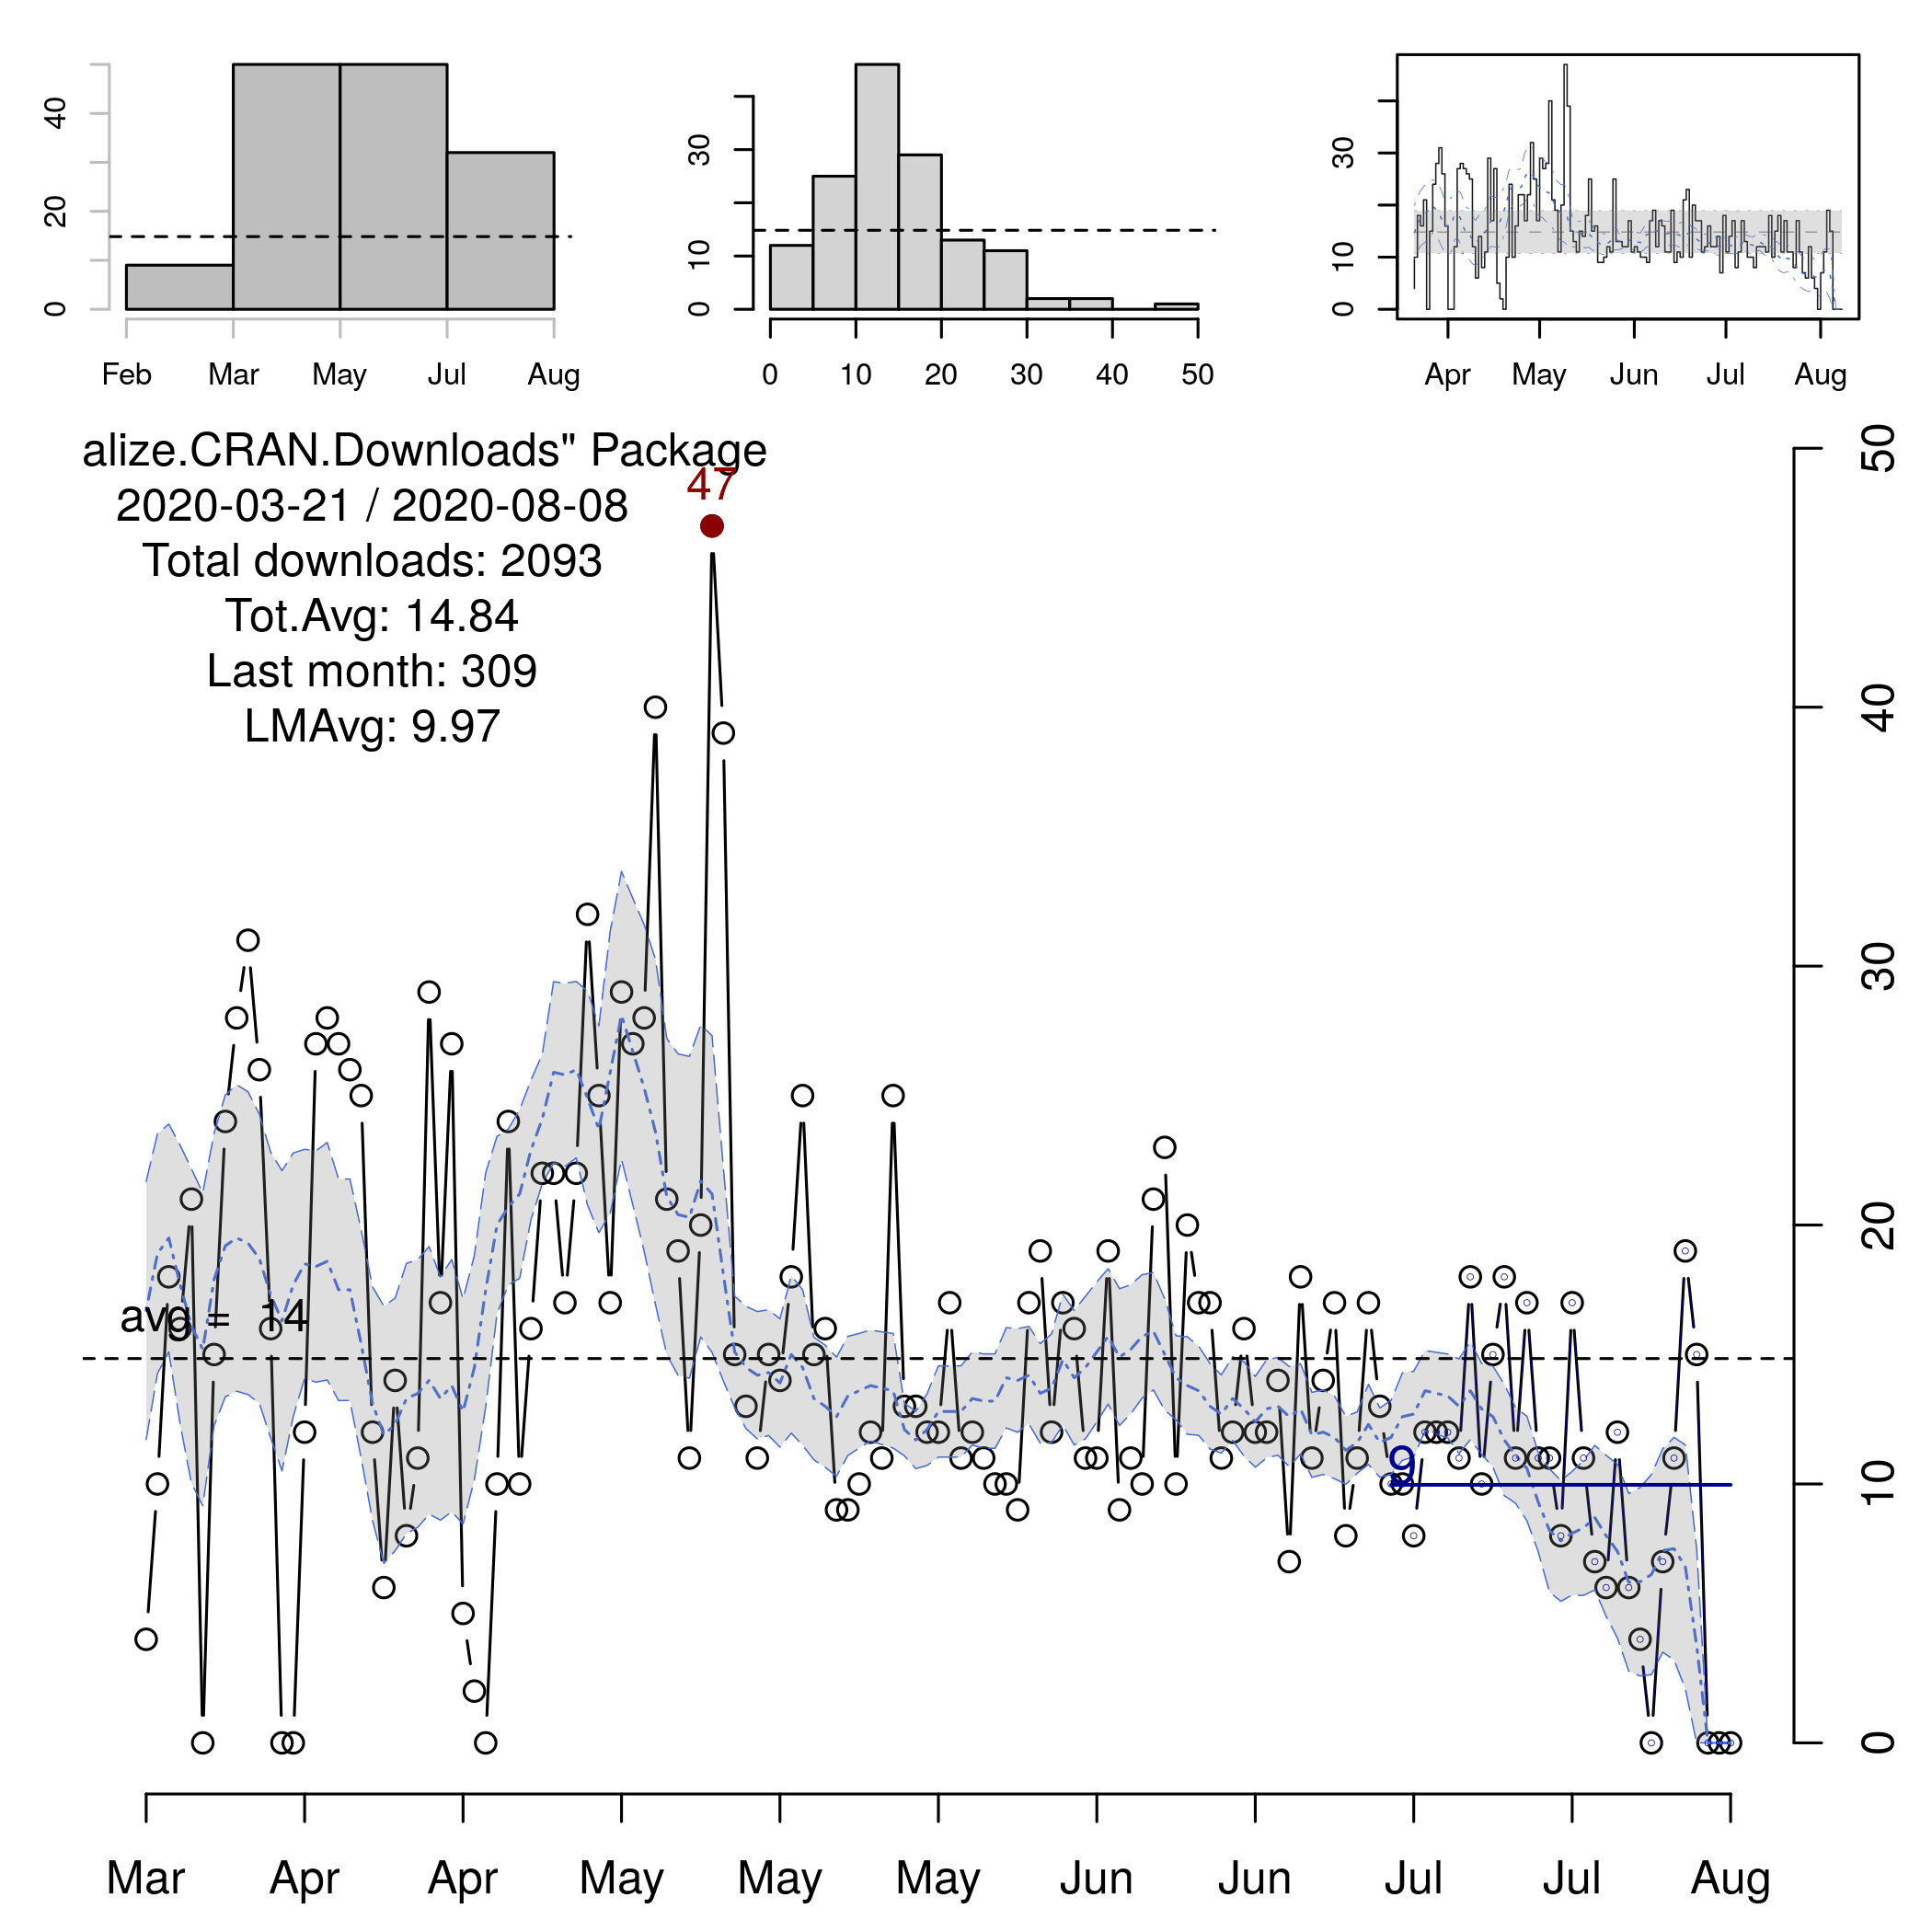 40
20
0
Feb Mar May Jul Aug
30
10
0
0 10 20 30 40 50
30
10
0
Apr May Jun Jul Aug
alize.CRAN.Downloads" Package
2020-03-21 / 2020-08-08
Total downloads: 2093
Tot.Avg: 14.84
Last month: 309
LMAvg: 9.97
47
avg = 14
9
50
40
30
20
10
0
Mar Apr Apr May May May Jun Jun Jul Jul Aug